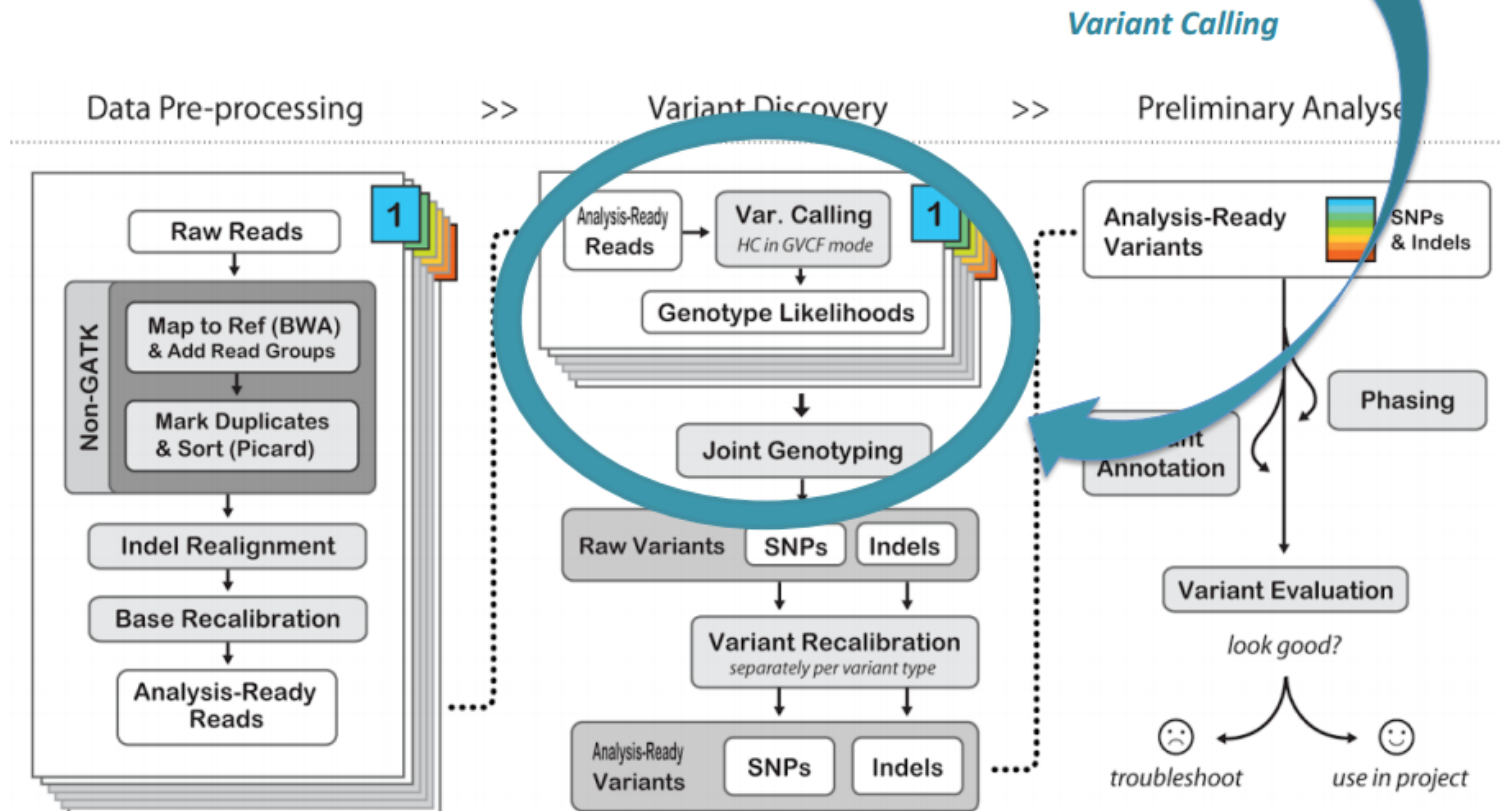 Variant Calling
Data Pre-processing >> Variant Discovery >> Preliminary Analyse
1
Raw Reads
Non-GATK
Map to Ref (BWA)
& Add Read Groups
Mark Duplicates
& Sort (Picard)
Indel Realignment
Base Recalibration
Analysis-Ready
Reads
Analysis-Ready
Reads
Var. Calling
HC in GVCF mode
1
Genotype Likelihoods
Joint Genotyping
Raw Variants SNPs Indels
Variant Recalibration
separately per variant type
Analysis-Ready
Variants
SNPs Indels
Analysis-Ready
Variants
SNPs
& Indels
Phasing
Annotation
Variant Evaluation
look good?
troubleshoot use in project